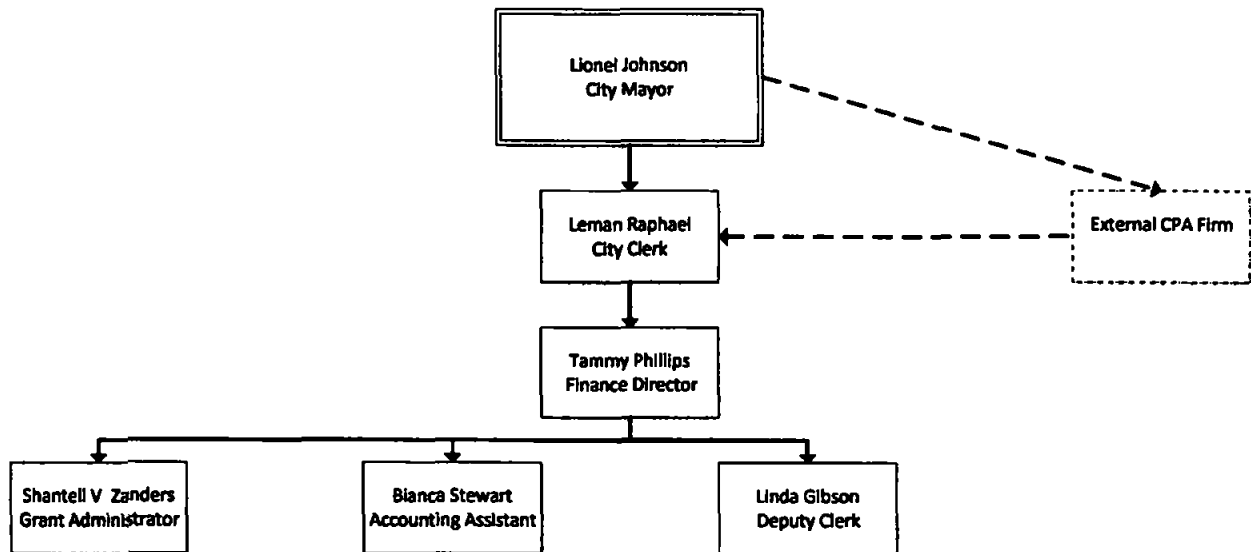 Lionel Johnson
City Mayor
Leman Raphael
City Clerk
External CPA Firm
Tammy Phillips
Finance Director
Shantell V Zanders
Grant Administrator
Bianca Stewart
Accounting Assistant
Linda Gibson
Deputy Clerk